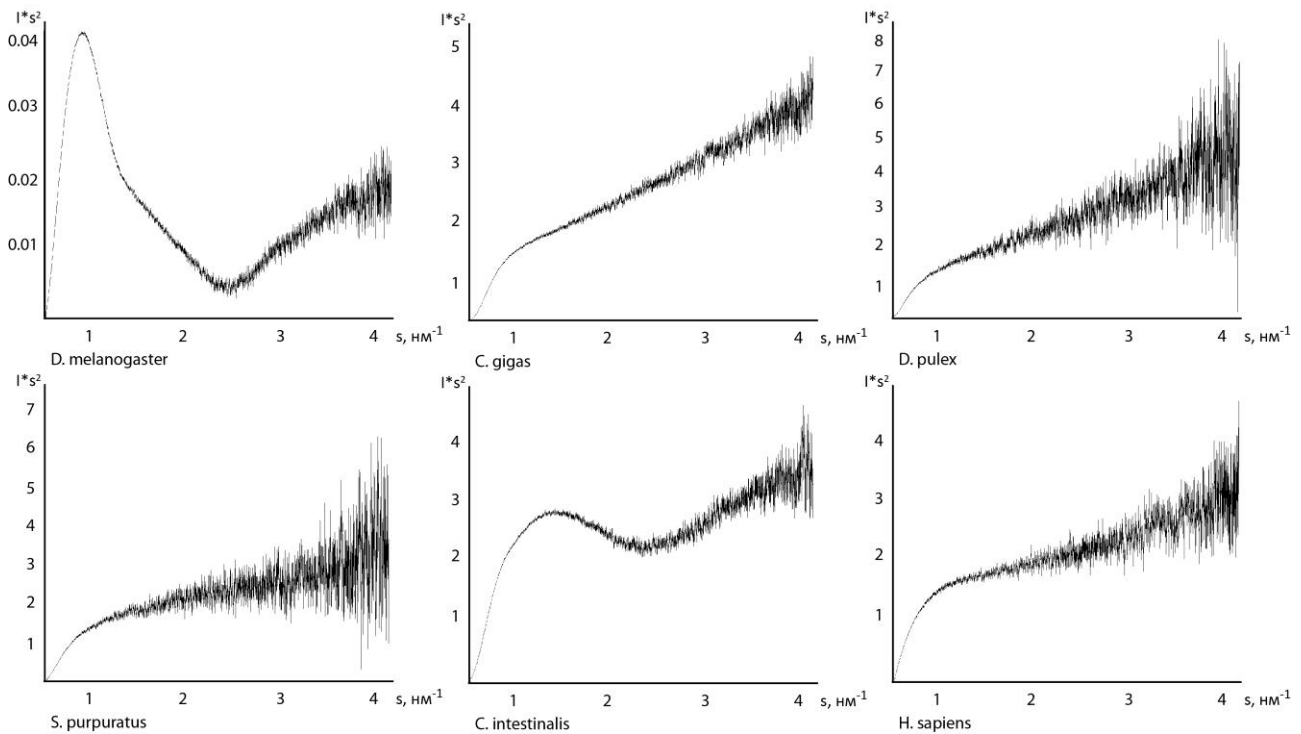 I*s²
0.04
0.03
0.02
0.01
1 2 3 4 s, нм⁻¹
D. melanogaster
I*s²
5
4
3
2
1
1 2 3 4 s, нм⁻¹
C. gigas
I*s²
8
7
6
5
4
3
2
1
1 2 3 4 s, нм⁻¹
D. pulex
I*s²
7
6
5
4
3
2
1
1 2 3 4 s, нм⁻¹
S. purpuratus
I*s²
4
3
2
1
1 2 3 4 s, нм⁻¹
C. intestinalis
I*s²
4
3
2
1
1 2 3 4 s, нм⁻¹
H. sapiens